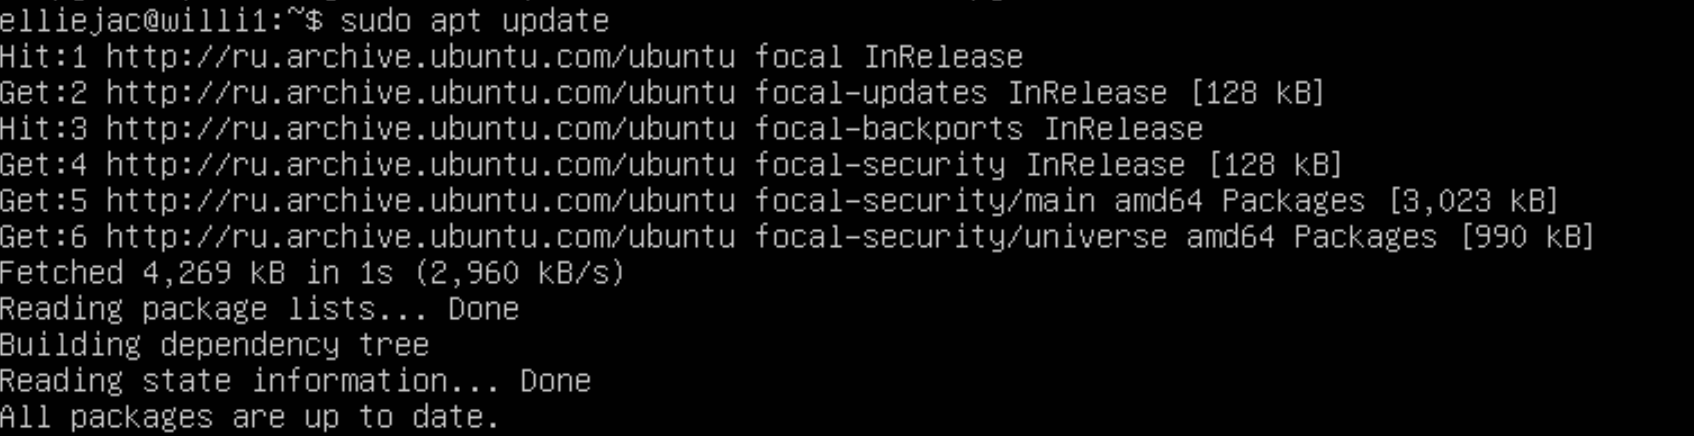 elliejac@willi1:~$ sudo apt update
Hit:1 http://ru.archive.ubuntu.com/ubuntu focal InRelease
Get:2 http://ru.archive.ubuntu.com/ubuntu focal-updates InRelease [128 kB]
Hit:3 http://ru.archive.ubuntu.com/ubuntu focal-backports InRelease
Get:4 http://ru.archive.ubuntu.com/ubuntu focal-security InRelease [128 kB]
Get:5 http://ru.archive.ubuntu.com/ubuntu focal-security/main amd64 Packages [3,023 kB]
Get:6 http://ru.archive.ubuntu.com/ubuntu focal-security/universe amd64 Packages [990 kB]
Fetched 4,269 kB in 1s (2,960 kB/s)
Reading package lists... Done
Building dependency tree
Reading state information... Done
All packages are up to date.